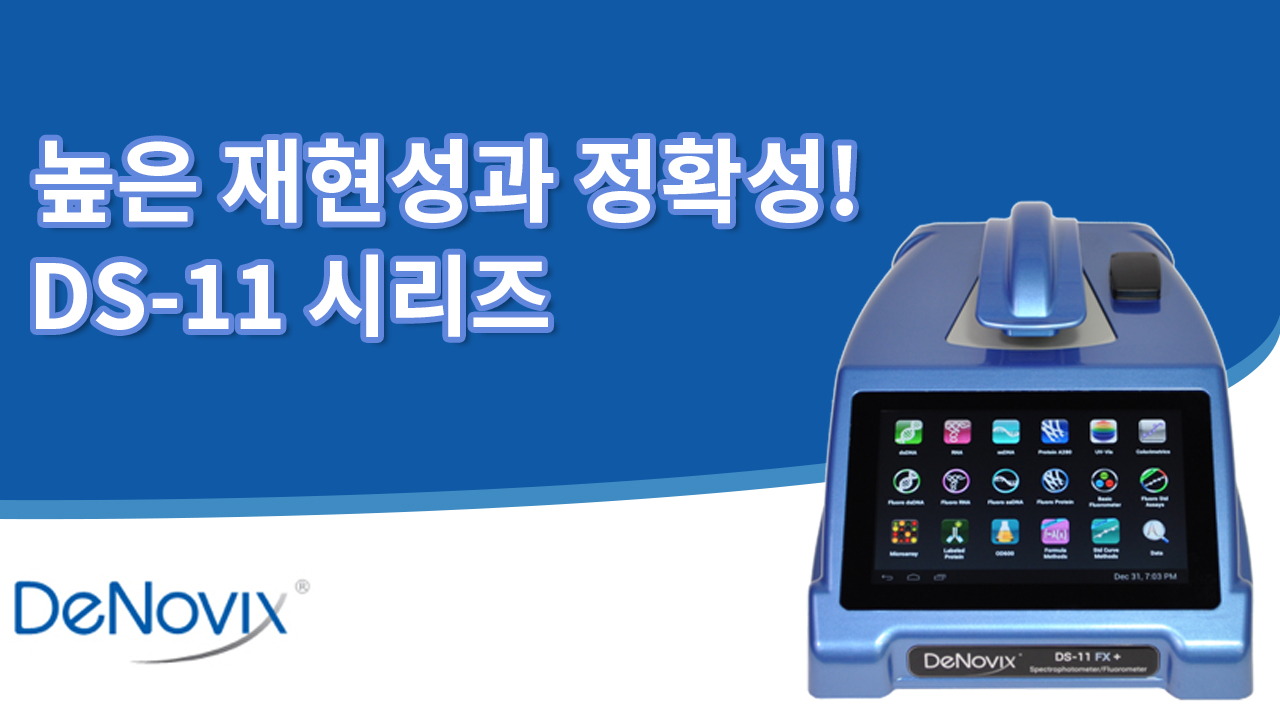 높은 재현성과 정확성!
DS-11 시리즈
DeNovix®
dsDNA RNA ssDNA Protein A280 UV Vis Colorimetrics
Fluoro dsDNA Fluoro RNA Fluoro ssDNA Fluoro Protein Basic Fluorometer Fluoro Std Assays
Microarray Labeled Protein OD600 Formula Methods Std Curve Methods Data
Dec 31, 7:03 PM
DeNovix DS-11 FX+
Spectrophotometer/Fluorometer